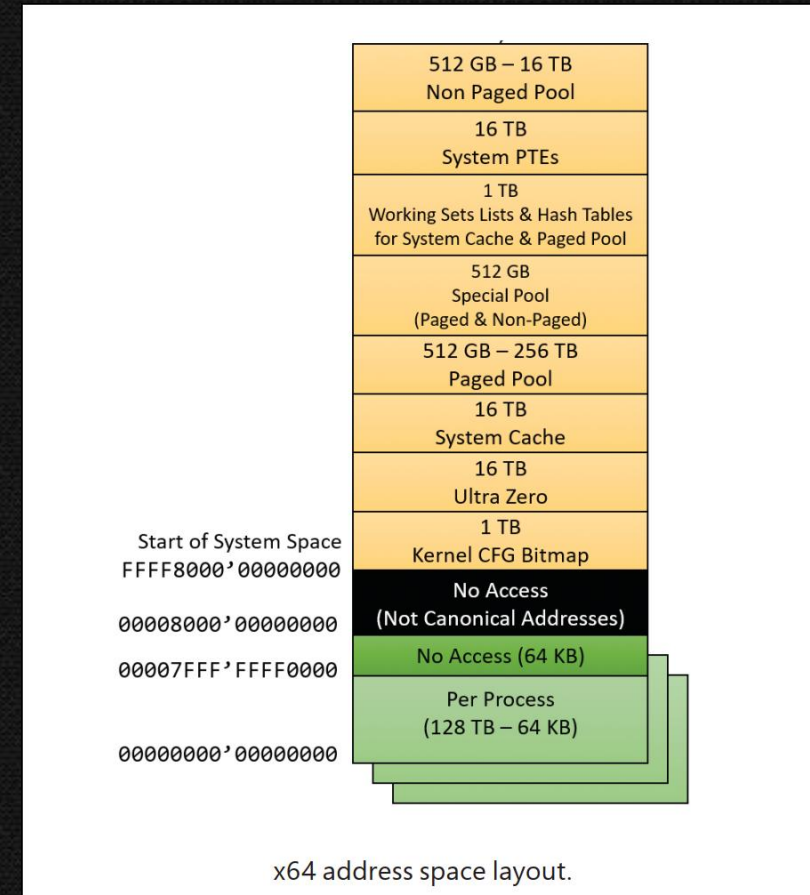 512 GB – 16 TB
Non Paged Pool
16 TB
System PTEs
1 TB
Working Sets Lists & Hash Tables
for System Cache & Paged Pool
512 GB
Special Pool
(Paged & Non-Paged)
512 GB – 256 TB
Paged Pool
16 TB
System Cache
16 TB
Ultra Zero
1 TB
Kernel CFG Bitmap
Start of System Space
FFFF8000’00000000
No Access
(Not Canonical Addresses)
00008000’00000000
No Access (64 KB)
00007FFF’FFFF0000
Per Process
(128 TB – 64 KB)
00000000’00000000
x64 address space layout.